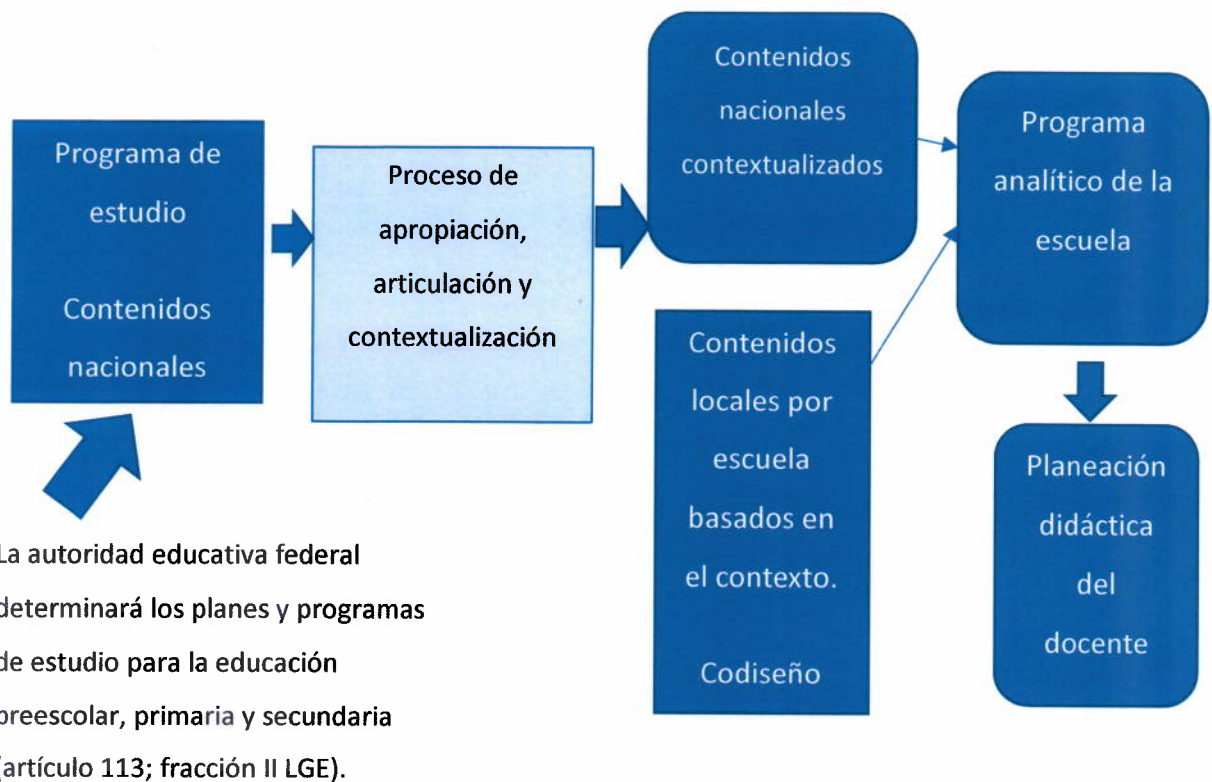 Programa de
estudio
Contenidos
nacionales
Proceso de
apropiación,
articulación y
contextualización
Contenidos
nacionales
contextualizados
Contenidos
locales por
escuela
basados en
el contexto.
Codiseño
Programa
analítico de la
escuela
Planeación
didáctica
del
docente
La autoridad educativa federal
determinará los planes y programas
de estudio para la educación
preescolar, primaria y secundaria
(artículo 113; fracción II LGE).